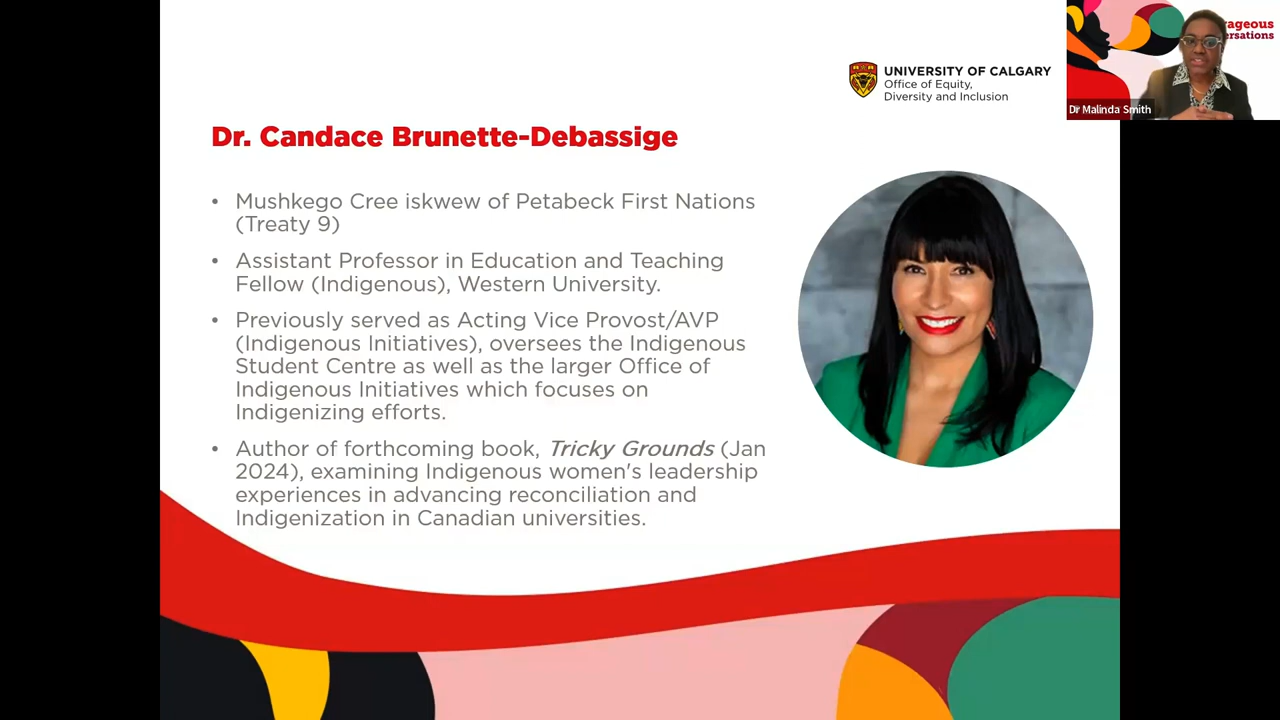 UNIVERSITY OF CALGARY
Office of Equity,
Diversity and Inclusion
Dr Malinda Smith
Dr. Candace Brunette-Debassige
• Mushkego Cree iskwew of Petabeck First Nations
(Treaty 9)
• Assistant Professor in Education and Teaching
Fellow (Indigenous), Western University.
• Previously served as Acting Vice Provost/AVP
(Indigenous Initiatives), oversees the Indigenous
Student Centre as well as the larger Office of
Indigenous Initiatives which focuses on
Indigenizing efforts.
• Author of forthcoming book, Tricky Grounds (Jan
2024), examining Indigenous women's leadership
experiences in advancing reconciliation and
Indigenization in Canadian universities.